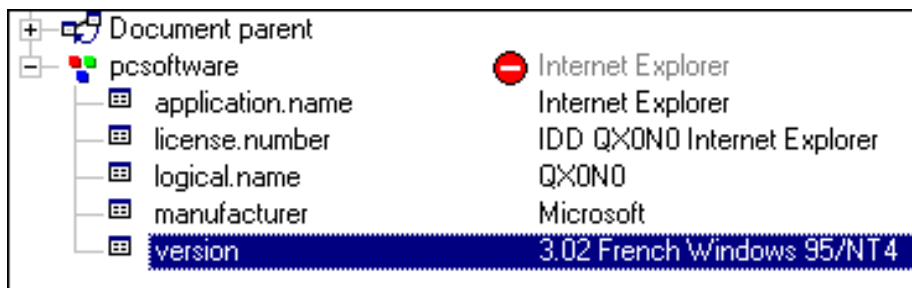 Document parent
pcsoftware Internet Explorer
application.name Internet Explorer
license.number IDD QX0N0 Internet Explorer
logical.name QX0N0
manufacturer Microsoft
version 3.02 French Windows 95/NT4